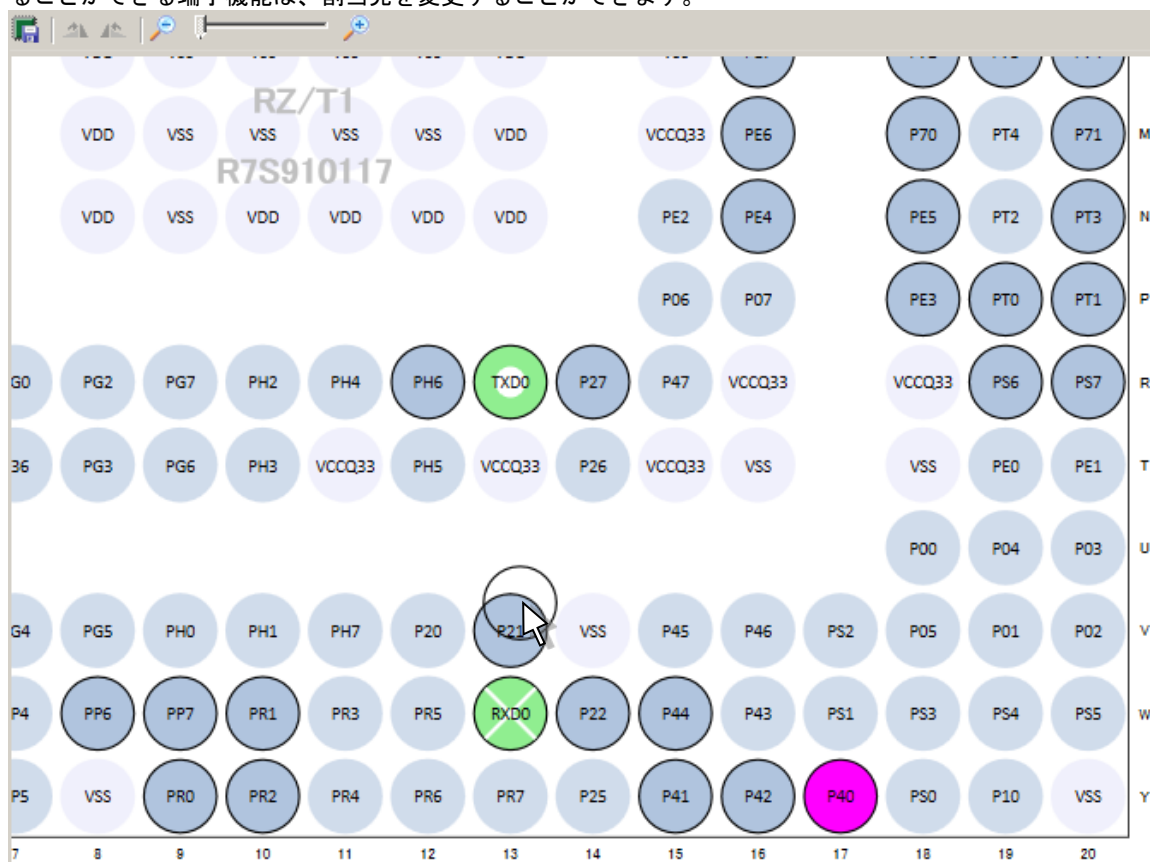 ることができる端子機能は、割当先を変更することができます。
RZ/T1
VDD VSS VSS VSS VSS VDD VCCQ33 PE6 P70 PT4 P71 M
R7S910117
VDD VSS VDD VDD VDD VDD PE2 PE4 PE5 PT2 PT3 N
P06 P07 PE3 PT0 PT1 P
G0 PG2 PG7 PH2 PH4 PH6 TXD0 P27 P47 VCCQ33 VCCQ33 PS6 PS7 R
36 PG3 PG6 PH3 VCCQ33 PH5 VCCQ33 P26 VCCQ33 VSS VSS PE0 PE1 T
P00 P04 P03 U
G4 PG5 PH0 PH1 PH7 P20 P21 VSS P45 P46 PS2 P05 P01 P02 V
P4 PP6 PP7 PR1 PR3 PR5 RXD0 P22 P44 P43 PS1 PS3 PS4 PS5 W
P5 VSS PR0 PR2 PR4 PR6 PR7 P25 P41 P42 P40 PS0 P10 VSS Y
7 8 9 10 11 12 13 14 15 16 17 18 19 20